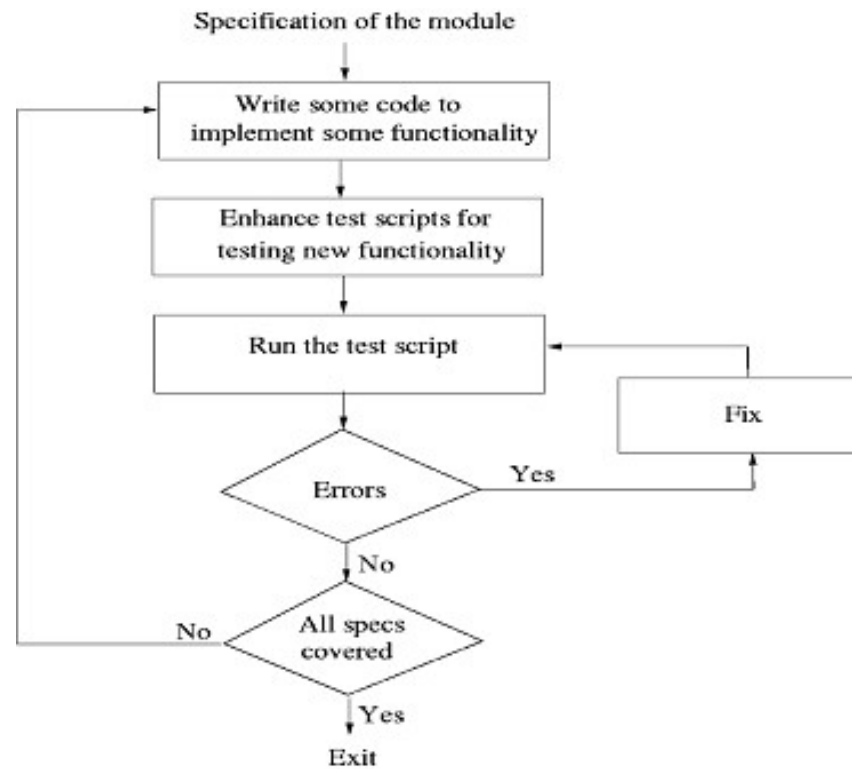 Specification of the module
Write some code to
implement some functionality
Enhance test scripts for
testing new functionality
Run the test script
Fix
Yes
Errors
No
No
All specs
covered
Yes
Exit